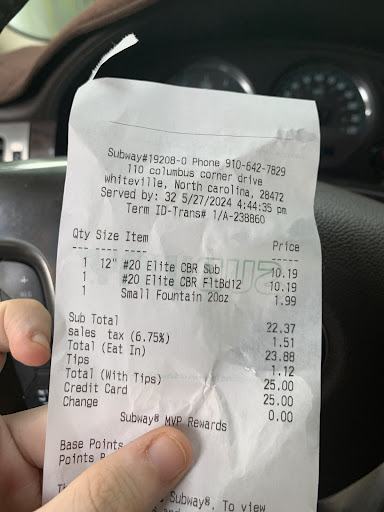 Subway#19208-0 Phone 910-642-7829
110 columbus corner drive
Whiteville, North carolina, 28472
Served by: 32 5/27/2024 4:44:35 pm
Term ID-Trans# 1/A-238860
Qty Size Item Price
1 12" #20 Elite CBR Sub 10.19
1 #20 Elite CBR FltBd12 10.19
1 Small Fountain 20oz 1.99
Sub Total 22.37
sales tax (6.75%) 1.51
Total (Eat In) 23.88
Tips 1.12
Total (With Tips) 25.00
Credit Card 25.00
Change 0.00
Subway® MVP Rewards
Base Points
Points
Subway®. To view